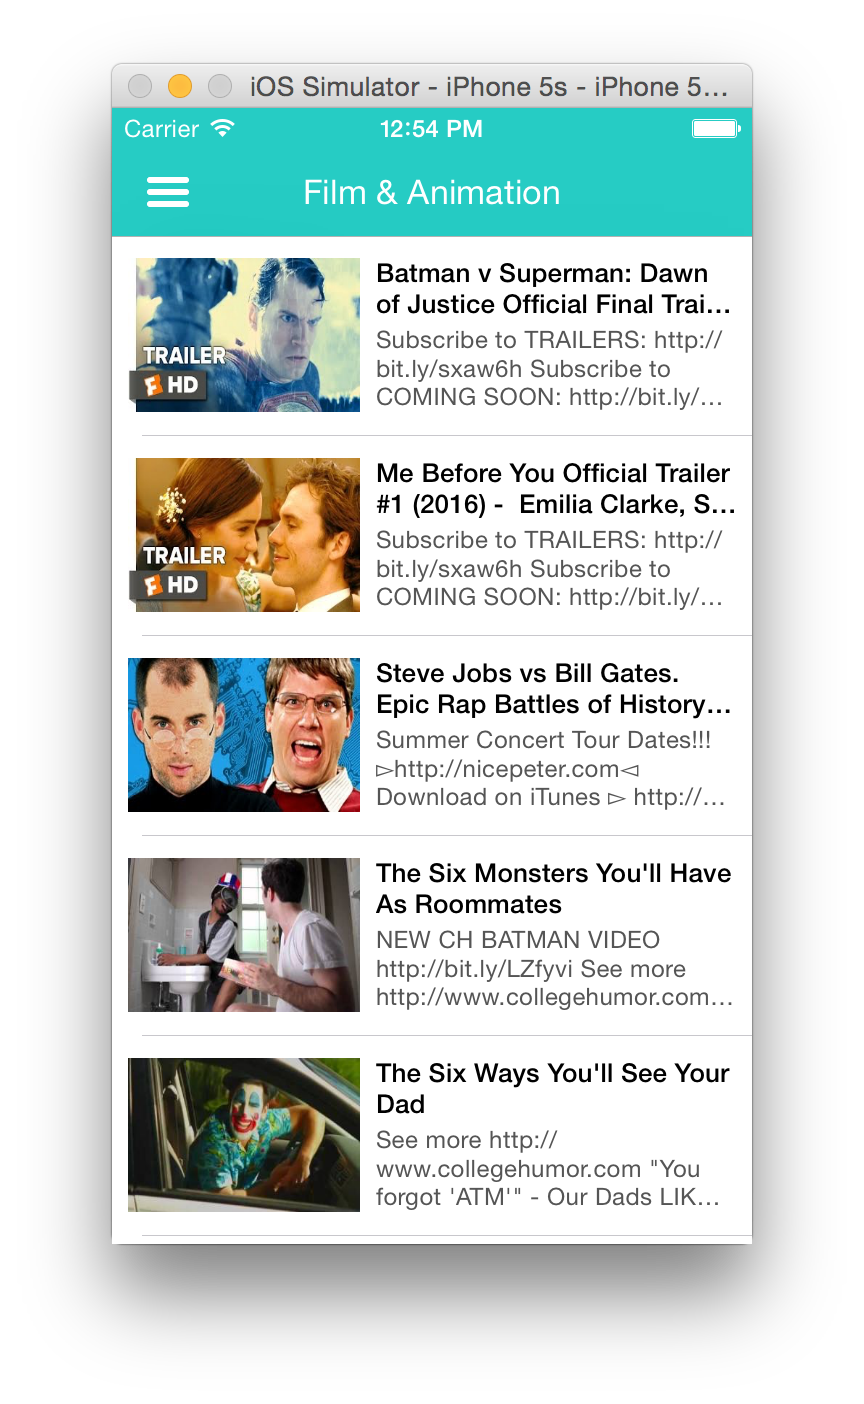 iOS Simulator - iPhone 5s - iPhone 5...
Carrier
12:54 PM
Film & Animation
TRAILER
F HD
Batman v Superman: Dawn
of Justice Official Final Trai...
Subscribe to TRAILERS: http://
bit.ly/sxaw6h Subscribe to
COMING SOON: http://bit.ly/...
TRAILER
F HD
Me Before You Official Trailer
#1 (2016) -  Emilia Clarke, S...
Subscribe to TRAILERS: http://
bit.ly/sxaw6h Subscribe to
COMING SOON: http://bit.ly/...
Steve Jobs vs Bill Gates.
Epic Rap Battles of History...
Summer Concert Tour Dates!!!
▻http://nicepeter.com◅
Download on iTunes ▻ http://...
The Six Monsters You'll Have
As Roommates
NEW CH BATMAN VIDEO
http://bit.ly/LZfyvi See more
http://www.collegehumor.com...
The Six Ways You'll See Your
Dad
See more http://
www.collegehumor.com "You
forgot 'ATM'" - Our Dads LIK...